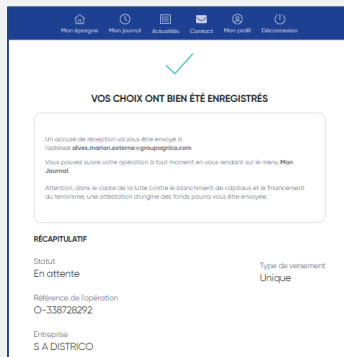 Mon épargne Mon journal Actualités Contact Mon profil Déconnexion
VOS CHOIX ONT BIEN ÉTÉ ENREGISTRÉS
Un accusé de réception va vous être envoyé à
l'adresse alves.marion.externe@groupagrica.com
Vous pouvez suivre votre opération à tout moment en vous rendant sur le menu Mon
Journal.
Attention, dans le cadre de la lutte contre le blanchiment de capitaux et le financement
du terrorisme, une attestation d'origine des fonds pourra vous être envoyée.
RÉCAPITULATIF
Statut
En attente
Type de versement
Unique
Référence de l'opération
O-338728292
Entreprise
S A DISTRICO